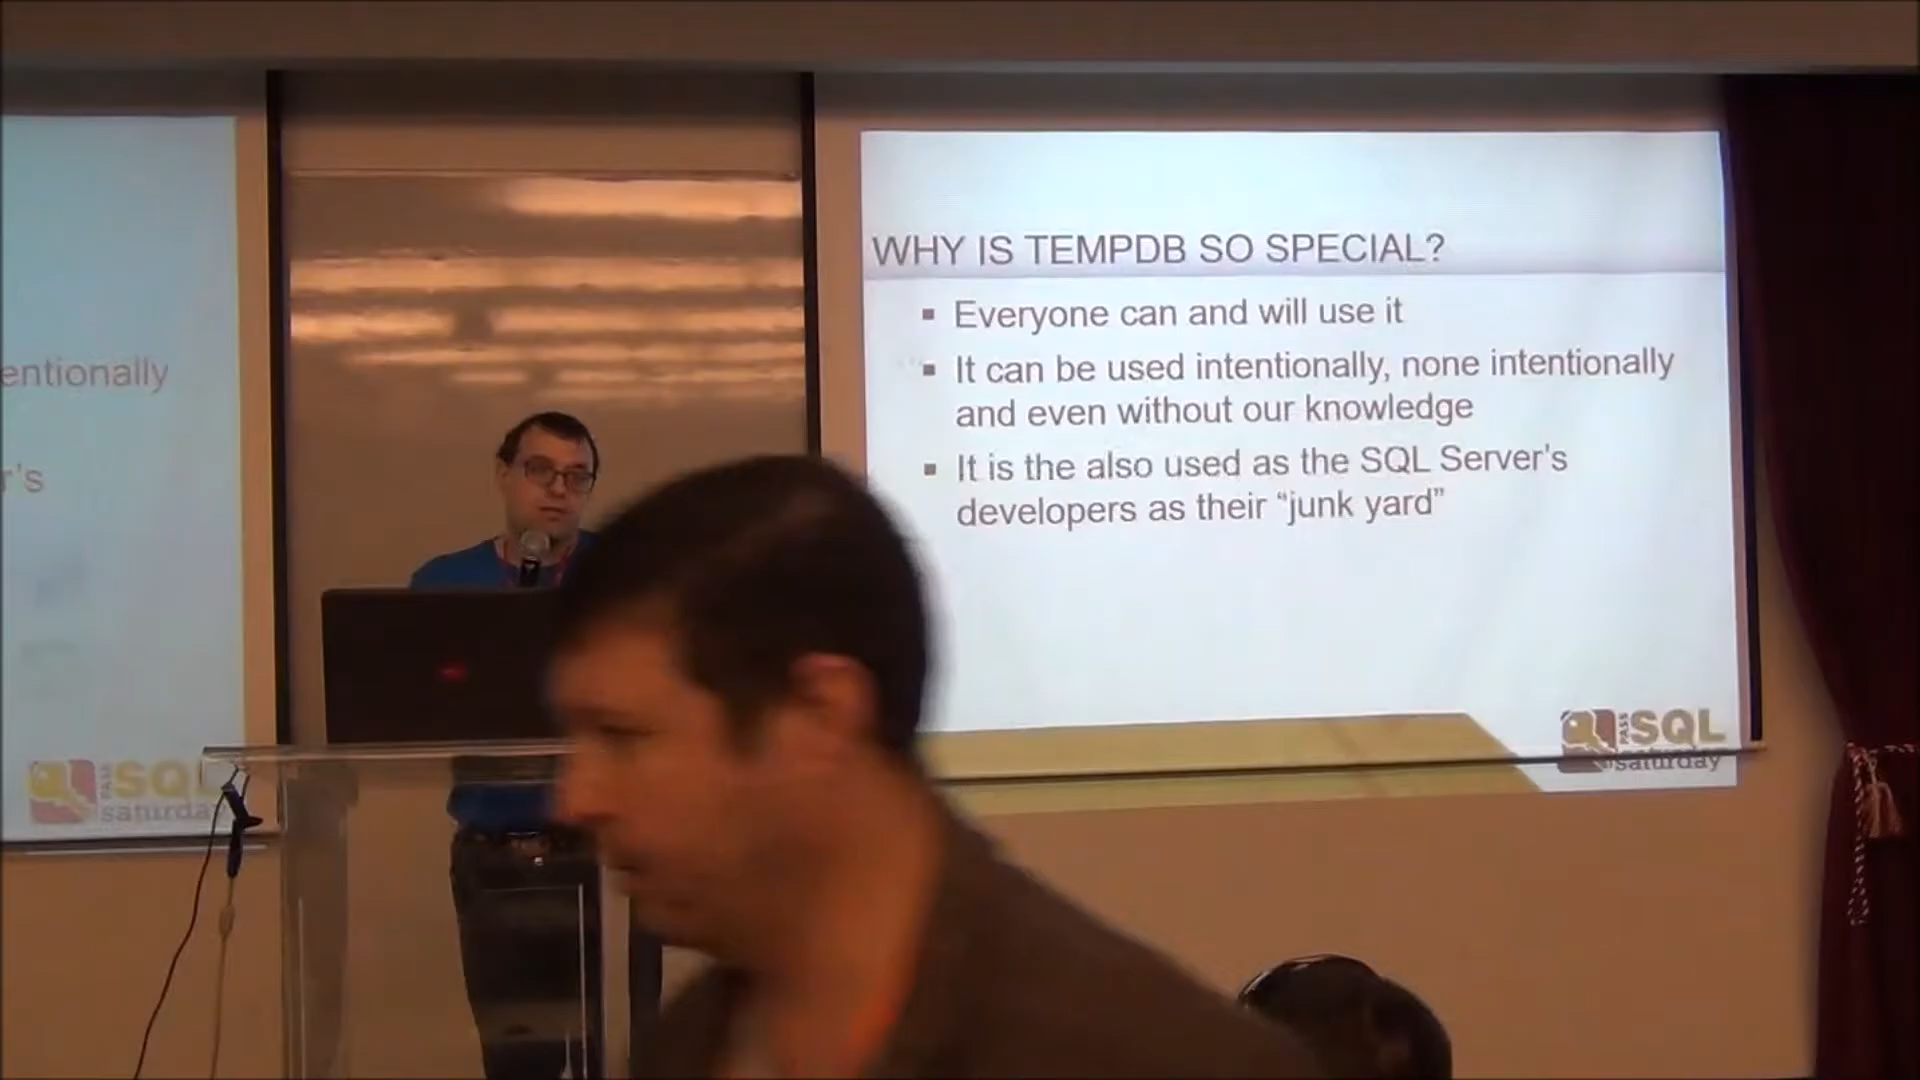 entionally
r's
SQL
saturday
WHY IS TEMPDB SO SPECIAL?
Everyone can and will use it
It can be used intentionally, none intentionally
and even without our knowledge
It is the also used as the SQL Server's
developers as their “junk yard”
PASS
SQL
saturday